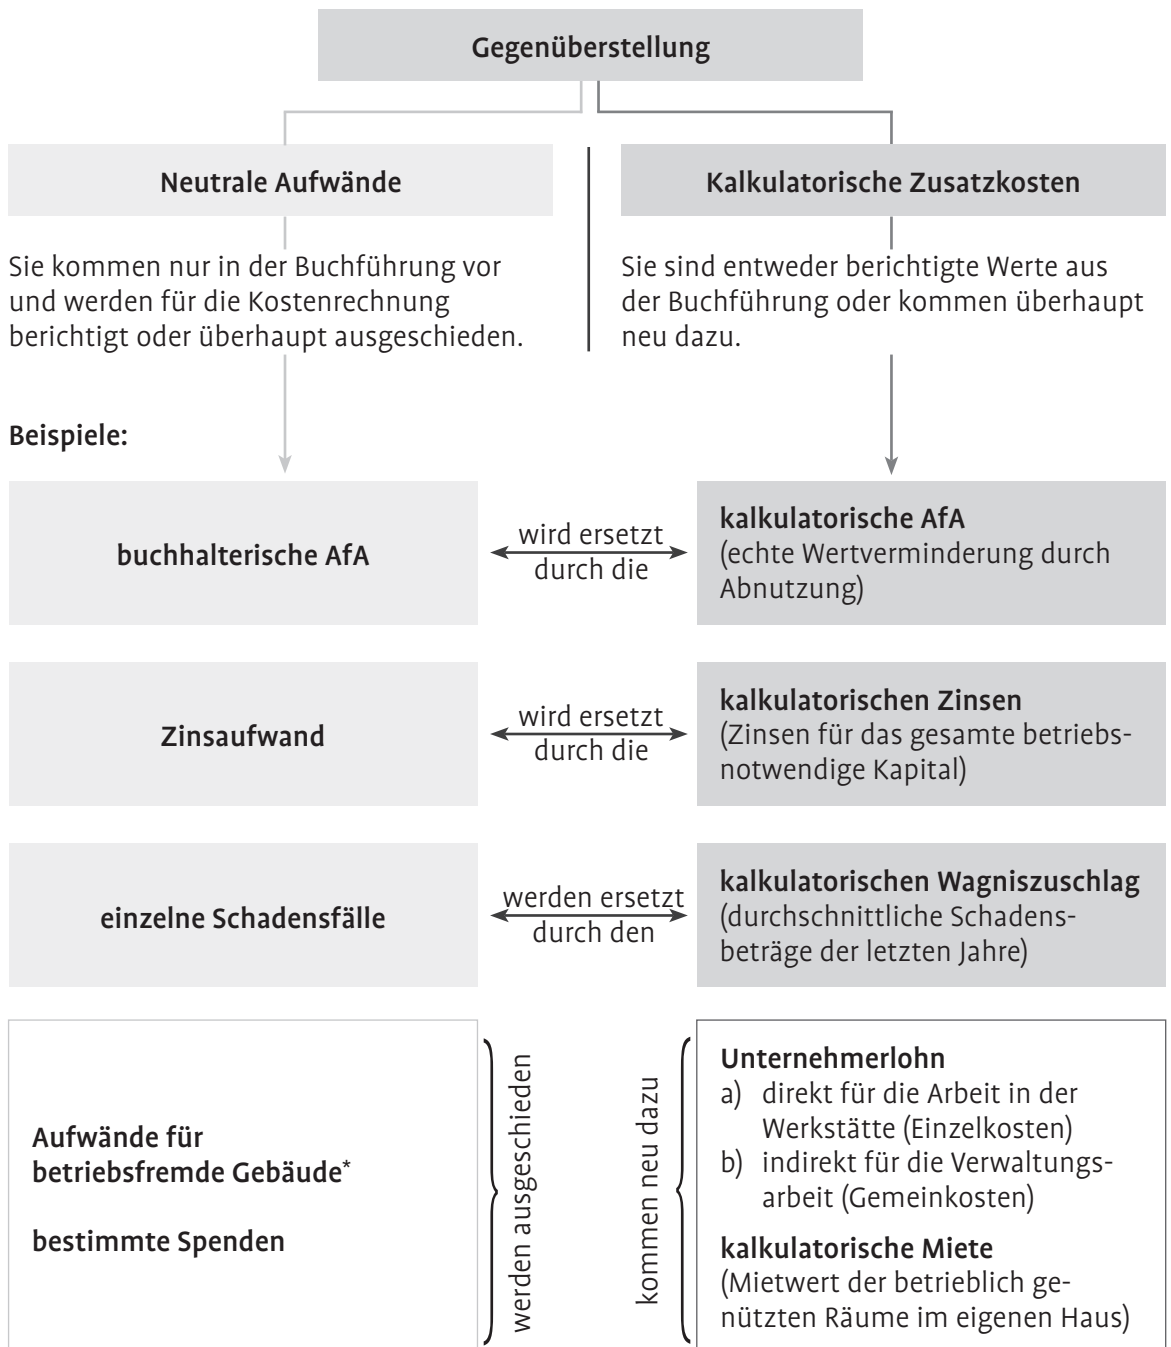 Gegenüberstellung
Neutrale Aufwände
Sie kommen nur in der Buchführung vor
und werden für die Kostenrechnung
berichtigt oder überhaupt ausgeschieden.
Kalkulatorische Zusatzkosten
Sie sind entweder berichtigte Werte aus
der Buchführung oder kommen überhaupt
neu dazu.
Beispiele:
buchhalterische AfA
wird ersetzt
durch die
kalkulatorische AfA
(echte Wertverminderung durch
Abnutzung)
Zinsaufwand
wird ersetzt
durch die
kalkulatorischen Zinsen
(Zinsen für das gesamte betriebs-
notwendige Kapital)
einzelne Schadensfälle
werden ersetzt
durch den
kalkulatorischen Wagniszuschlag
(durchschnittliche Schadens-
beträge der letzten Jahre)
Aufwände für
betriebsfremde Gebäude*
bestimmte Spenden
werden ausgeschieden
kommen neu dazu
Unternehmerlohn
a) direkt für die Arbeit in der
Werkstätte (Einzelkosten)
b) indirekt für die Verwaltungs-
arbeit (Gemeinkosten)
kalkulatorische Miete
(Mietwert der betrieblich ge-
nützten Räume im eigenen Haus)